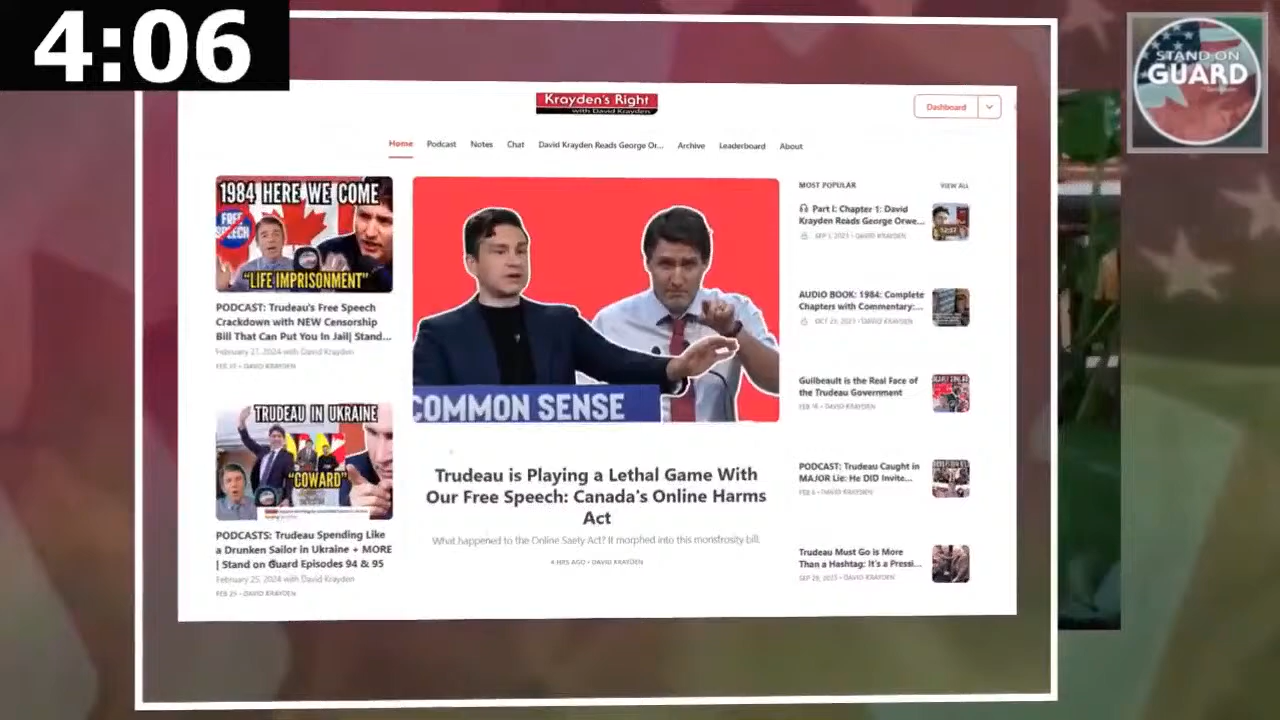 4:06
STAND ON
GUARD
Krayden's Right
with David Krayden
Dashboard
Home
Podcast
Notes
Chat
David Krayden Reads George Or...
Archive
Leaderboard
About
1984 HERE WE COME
FREE
SPEECH
"LIFE IMPRISONMENT"
PODCAST: Trudeau's Free Speech
Crackdown with NEW Censorship
Bill That Can Put You In Jail| Stand...
February 27, 2024 with David Krayden
FEB 27 • DAVID KRAYDEN
TRUDEAU IN UKRAINE
"COWARD"
PODCASTS: Trudeau Spending Like
a Drunken Sailor in Ukraine + MORE
| Stand on Guard Episodes 94 & 95
February 25, 2024 with David Krayden
FEB 25 • DAVID KRAYDEN
COMMON SENSE
Trudeau is Playing a Lethal Game With
Our Free Speech: Canada's Online Harms
Act
What happened to the Online Saety Act? It morphed into this monstrosity bill.
4 HRS AGO • DAVID KRAYDEN
MOST POPULAR
VIEW ALL
Part I: Chapter 1: David
Krayden Reads George Orwe...
SEP 1, 2023 • DAVID KRAYDEN
AUDIO BOOK: 1984: Complete
Chapters with Commentary:...
OCT 23, 2023 • DAVID KRAYDEN
Guilbeault is the Real Face of
the Trudeau Government
FEB 16 • DAVID KRAYDEN
PODCAST: Trudeau Caught in
MAJOR Lie: He DID Invite...
FEB 6 • DAVID KRAYDEN
Trudeau Must Go is More
Than a Hashtag: It's a Pressi...
SEP 29, 2023 • DAVID KRAYDEN